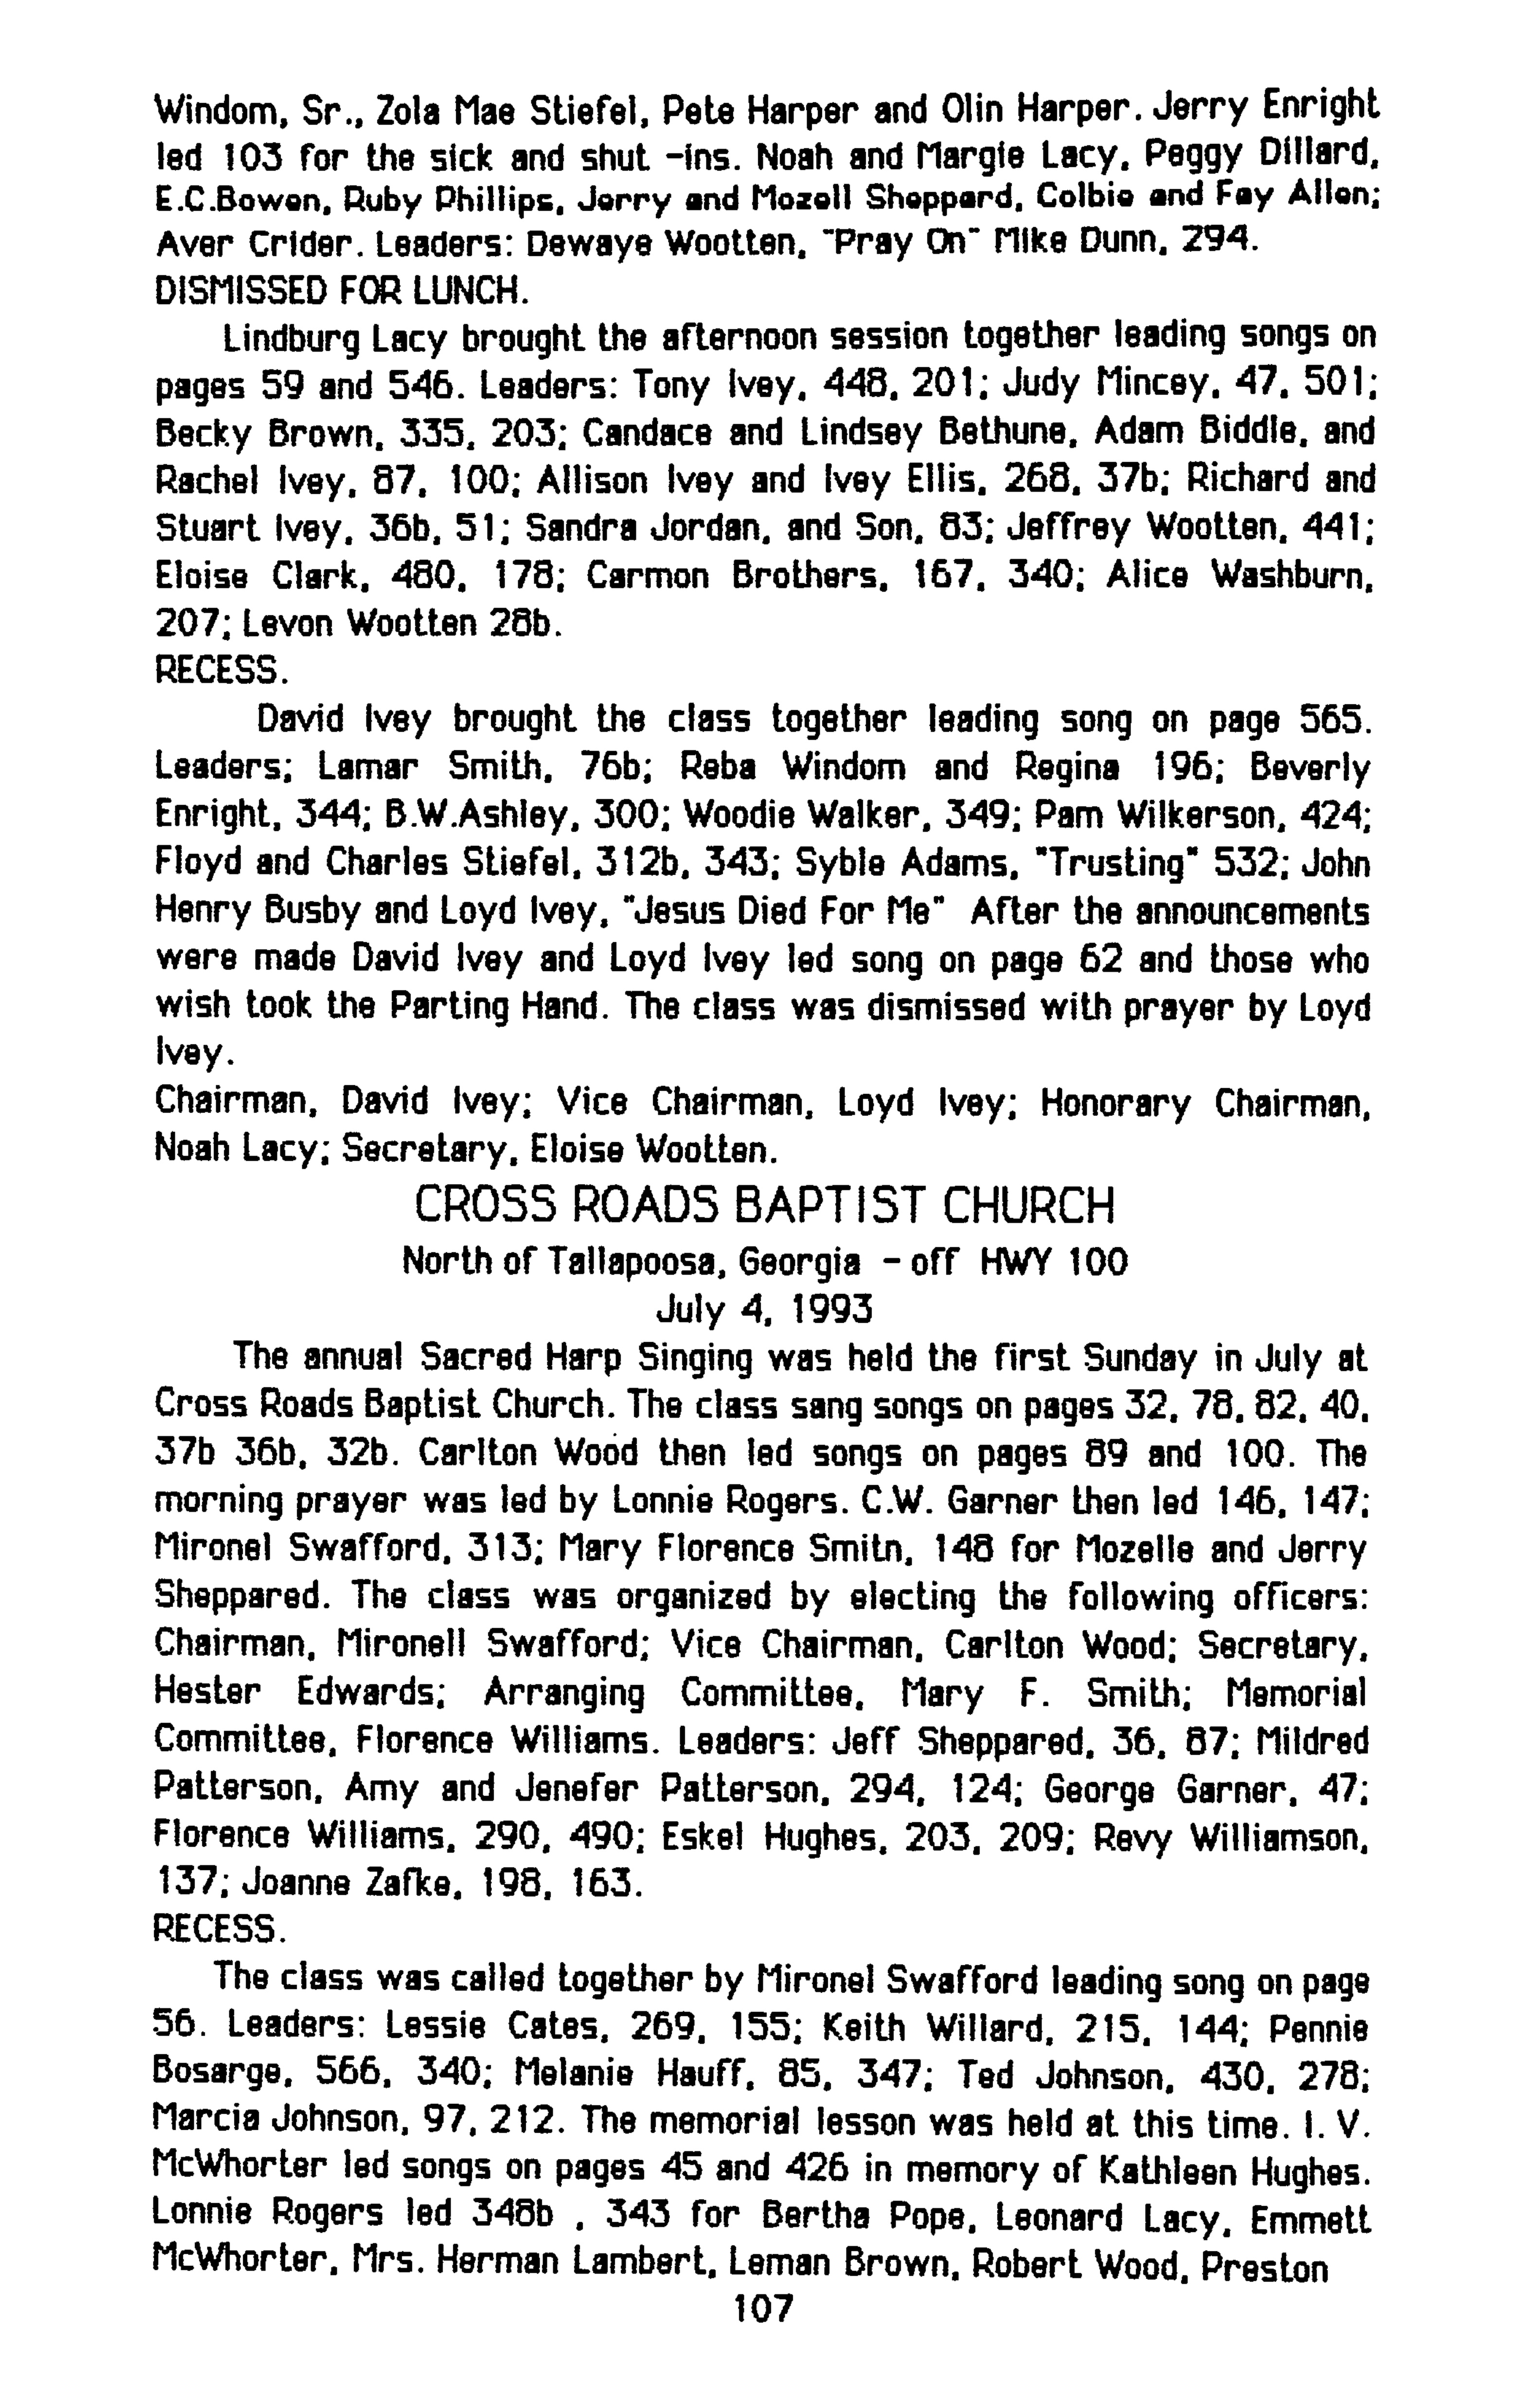 Windom, Sr., Zola Mae Stiefel, Pete Harper and Olin Harper. Jerry Enright
led 103 for the sick and shut -ins. Noah and Margie Lacy, Peggy Dillard,
E.C.Bowen, Ruby Phillips, Jerry and Mozell Sheppard, Colbie and Fay Allen;
Aver Crider. Leaders: Dewaye Wootten, "Pray On" Mike Dunn, 294.
DISMISSED FOR LUNCH.
Lindburg Lacy brought the afternoon session together leading songs on
pages 59 and 546. Leaders: Tony Ivey, 448, 201; Judy Mincey, 47, 501;
Becky Brown, 335, 203; Candace and Lindsey Bethune, Adam Biddle, and
Rachel Ivey, 87, 100; Allison Ivey and Ivey Ellis, 268, 37b; Richard and
Stuart Ivey, 36b, 51; Sandra Jordan, and Son, 83; Jeffrey Wootten, 441;
Eloise Clark, 480, 178; Carmon Brothers, 167, 340; Alice Washburn,
207; Levon Wootten 28b.
RECESS.
David Ivey brought the class together leading song on page 565.
Leaders; Lamar Smith, 76b; Reba Windom and Regina 196; Beverly
Enright, 344; B.W.Ashley, 300; Woodie Walker, 349; Pam Wilkerson, 424;
Floyd and Charles Stiefel, 312b, 343; Syble Adams, "Trusting" 532; John
Henry Busby and Loyd Ivey, "Jesus Died For Me" After the announcements
were made David Ivey and Loyd Ivey led song on page 62 and those who
wish took the Parting Hand. The class was dismissed with prayer by Loyd
Ivey.
Chairman, David Ivey; Vice Chairman, Loyd Ivey; Honorary Chairman,
Noah Lacy; Secretary, Eloise Wootten.
CROSS ROADS BAPTIST CHURCH
North of Tallapoosa, Georgia - off HWY 100
July 4, 1993
The annual Sacred Harp Singing was held the first Sunday in July at
Cross Roads Baptist Church. The class sang songs on pages 32, 78, 82, 40,
37b 36b, 32b. Carlton Wood then led songs on pages 89 and 100. The
morning prayer was led by Lonnie Rogers. C.W. Garner then led 146, 147;
Mironel Swafford, 313; Mary Florence Smitn, 148 for Mozelle and Jerry
Sheppared. The class was organized by electing the following officers:
Chairman, Mironell Swafford; Vice Chairman, Carlton Wood; Secretary,
Hester Edwards; Arranging Committee, Mary F. Smith; Memorial
Committee, Florence Williams. Leaders: Jeff Sheppared, 36, 87; Mildred
Patterson, Amy and Jenefer Patterson, 294, 124; George Garner, 47;
Florence Williams, 290, 490; Eskel Hughes, 203, 209; Revy Williamson,
137; Joanne Zafke, 198, 163.
RECESS.
The class was called together by Mironel Swafford leading song on page
56. Leaders: Lessie Cates, 269, 155; Keith Willard, 215, 144; Pennie
Bosarge, 566, 340; Melanie Hauff, 85, 347; Ted Johnson, 430, 278;
Marcia Johnson, 97, 212. The memorial lesson was held at this time. I. V.
McWhorter led songs on pages 45 and 426 in memory of Kathleen Hughes.
Lonnie Rogers led 348b , 343 for Bertha Pope, Leonard Lacy, Emmett
McWhorter, Mrs. Herman Lambert, Leman Brown, Robert Wood, Preston
107